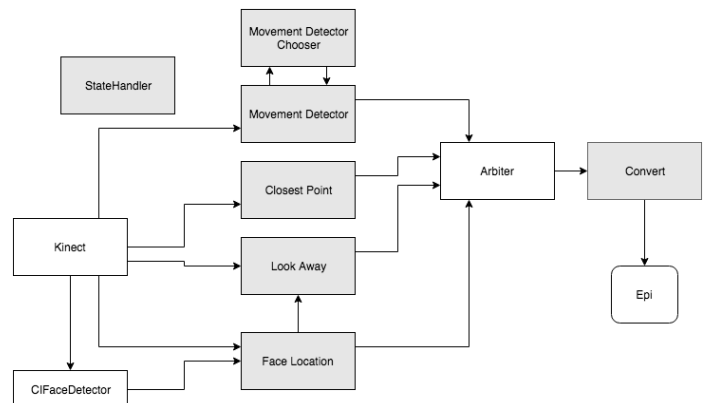 Movement Detector
Chooser
StateHandler
Movement Detector
Closest Point
Arbiter
Convert
Kinect
Look Away
Epi
Face Location
CIFaceDetector